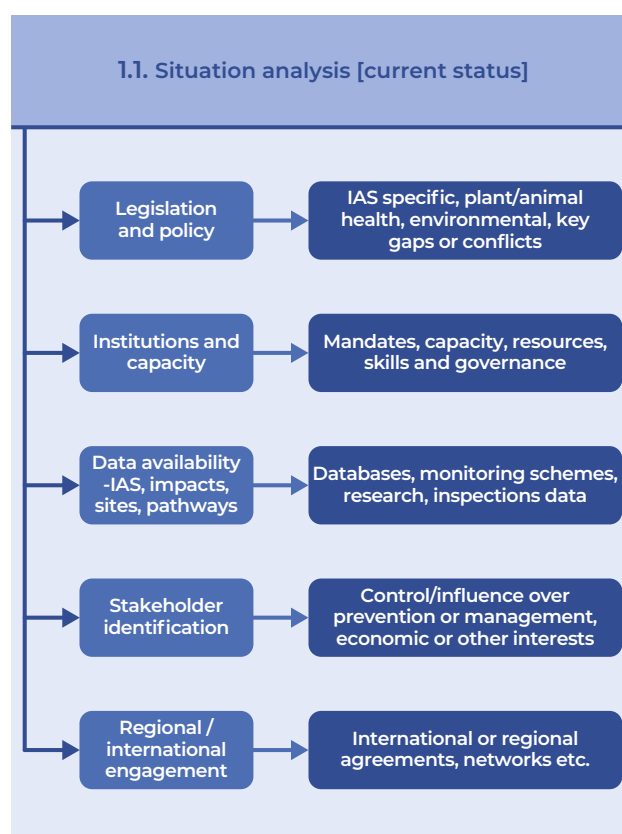 1.1. Situation analysis [current status]
Legislation
and policy
IAS specific, plant/animal
health, environmental, key
gaps or conflicts
Institutions and
capacity
Mandates, capacity, resources,
skills and governance
Data availability
-IAS, impacts,
sites, pathways
Databases, monitoring schemes,
research, inspections data
Stakeholder
identification
Control/influence over
prevention or management,
economic or other interests
Regional /
international
engagement
International or regional
agreements, networks etc.